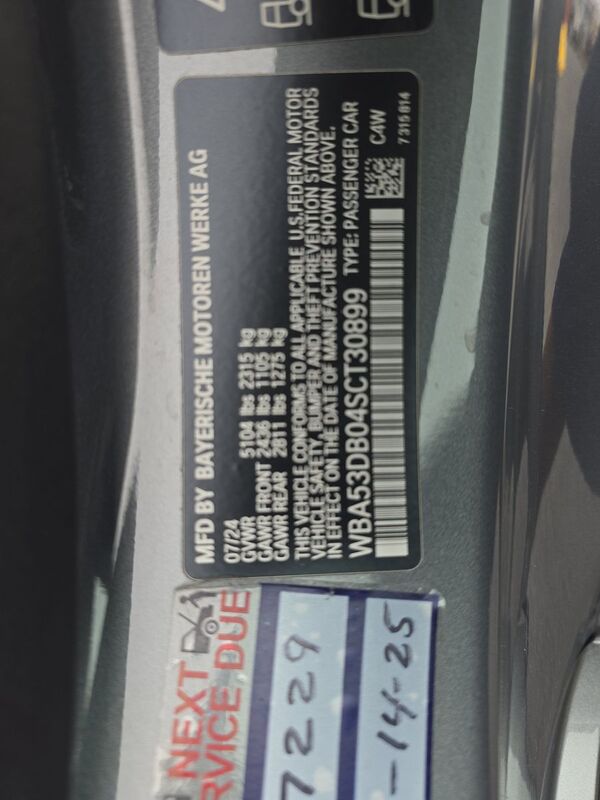 MFD BY BAYERISCHE MOTOREN WERKE AG
07/24
GVWR 5104 lbs 2315 kg
GAWR FRONT 2436 lbs 1105 kg
GAWR REAR 2811 lbs 1275 kg
THIS VEHICLE CONFORMS TO ALL APPLICABLE U.S. FEDERAL MOTOR
VEHICLE SAFETY, BUMPER AND THEFT PREVENTION STANDARDS
IN EFFECT ON THE DATE OF MANUFACTURE SHOWN ABOVE.
WBA53DB04SCT30899 TYPE: PASSENGER CAR
C4W
7 315 814
NEXT
RVICE DUE
7229
-14-25